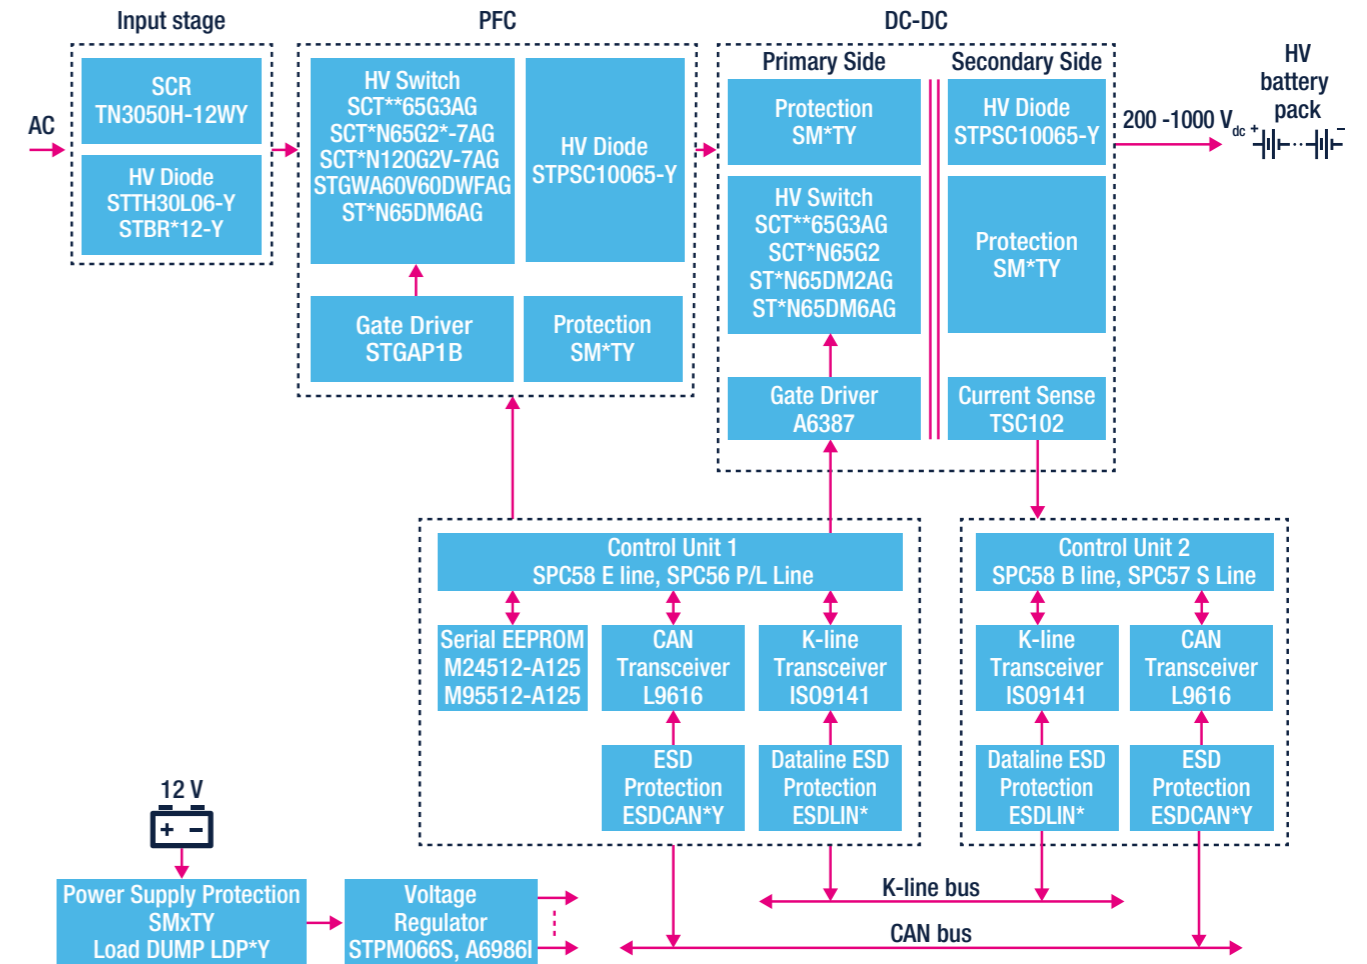 Input stage
PFC
DC-DC
AC
SCR
TN3050H-12WY
HV Diode
STTH30L06-Y
STBR*12-Y
HV Switch
SCT**65G3AG
SCT*N65G2*-7AG
SCT*N120G2V-7AG
STGWA60V60DWFAG
ST*N65DM6AG
HV Diode
STPSC10065-Y
Gate Driver
STGAP1B
Protection
SM*TY
Primary Side
Secondary Side
Protection
SM*TY
HV Switch
SCT**65G3AG
SCT*N65G2
ST*N65DM2AG
ST*N65DM6AG
Gate Driver
A6387
HV Diode
STPSC10065-Y
Protection
SM*TY
Current Sense
TSC102
200 -1000 Vdc
+
−
HV
battery
pack
Control Unit 1
SPC58 E line, SPC56 P/L Line
Serial EEPROM
M24512-A125
M95512-A125
CAN
Transceiver
L9616
K-line
Transceiver
ISO9141
ESD
Protection
ESDCAN*Y
Dataline ESD
Protection
ESDLIN*
Control Unit 2
SPC58 B line, SPC57 S Line
K-line
Transceiver
ISO9141
CAN
Transceiver
L9616
Dataline ESD
Protection
ESDLIN*
ESD
Protection
ESDCAN*Y
12 V
+ −
Power Supply Protection
SMxTY
Load DUMP LDP*Y
Voltage
Regulator
STPM066S, A6986I
K-line bus
CAN bus